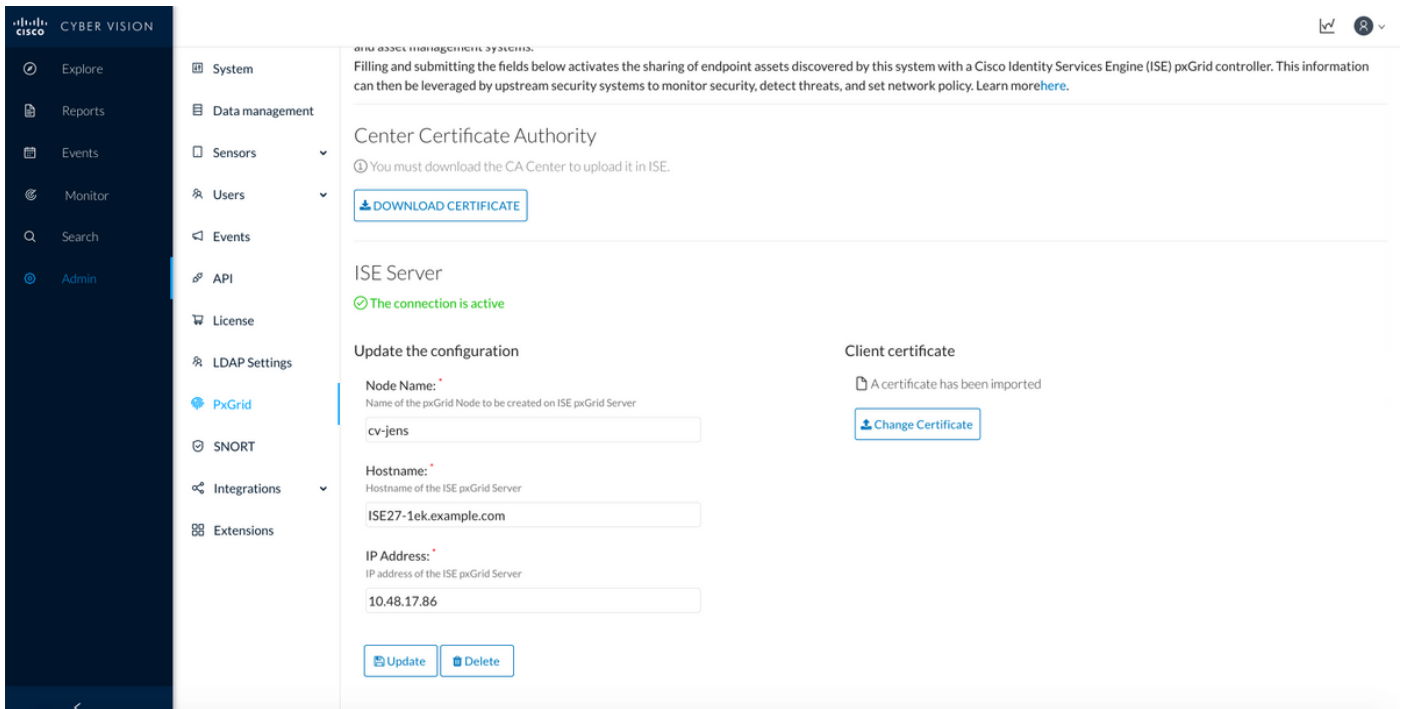 cisco CYBER VISION
Explore
Reports
Events
Monitor
Search
Admin
System
Data management
Sensors
Users
Events
API
License
LDAP Settings
PxGrid
SNORT
Integrations
Extensions
and asset management systems.
Filling and submitting the fields below activates the sharing of endpoint assets discovered by this system with a Cisco Identity Services Engine (ISE) pxGrid controller. This information
can then be leveraged by upstream security systems to monitor security, detect threats, and set network policy. Learn morehere.
Center Certificate Authority
You must download the CA Center to upload it in ISE.
DOWNLOAD CERTIFICATE
ISE Server
The connection is active
Update the configuration
Node Name: *
Name of the pxGrid Node to be created on ISE pxGrid Server
cv-jens
Hostname: *
Hostname of the ISE pxGrid Server
ISE27-1ek.example.com
IP Address: *
IP address of the ISE pxGrid Server
10.48.17.86
Update Delete
Client certificate
A certificate has been imported
Change Certificate